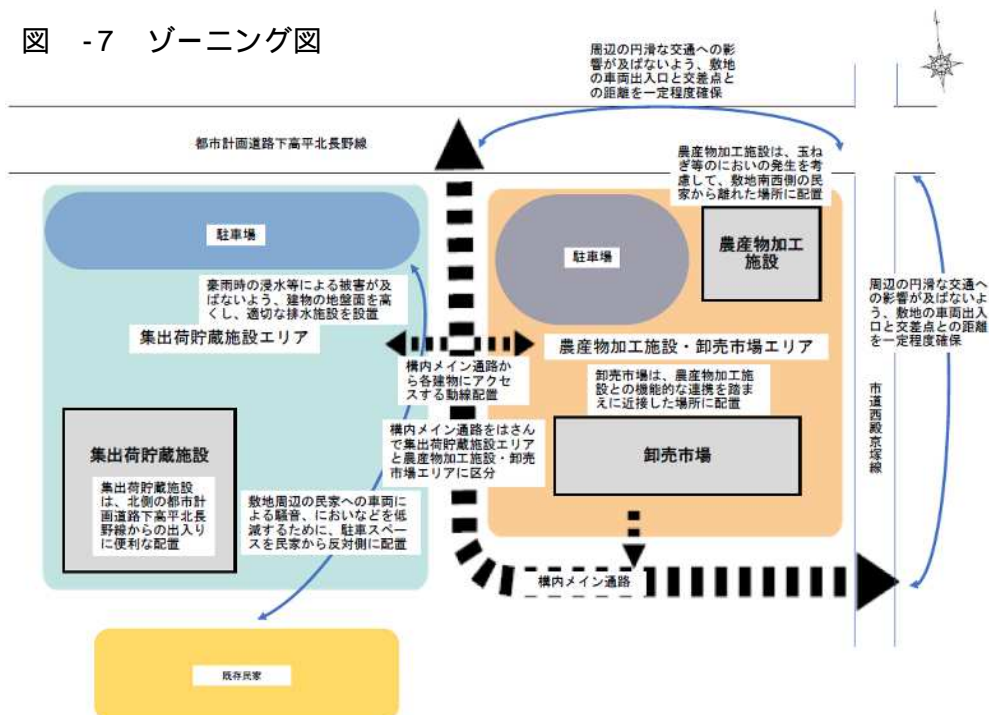 図 -7 ゾーニング図
周辺の円滑な交通への影
響が及ばないよう、敷地
の車両出入口と交差点と
の距離を一定程度確保
都市計画道路下高平北長野線
農産物加工施設は、玉ね
ぎ等のにおいの発生を考
慮して、敷地南西側の民
家から離れた場所に配置
駐車場
駐車場
農産物加工
施設
豪雨時の浸水等による被害が及
ばないよう、建物の地盤面を高
くし、適切な排水施設を設置
周辺の円滑な交通へ
の影響が及ばないよ
う、敷地の車両出入
口と交差点との距離
を一定程度確保
集出荷貯蔵施設エリア
農産物加工施設・卸売市場エリア
構内メイン通路か
ら各建物にアクセ
スする動線配置
卸売市場は、農産物加工施
設との機能的な連携を踏ま
えに近接した場所に配置
市道西殿京塚線
構内メイン通路をはさん
で集出荷貯蔵施設エリア
と農産物加工施設・卸売
市場エリアに区分
集出荷貯蔵施設
卸売市場
集出荷貯蔵施設
は、北側の都市計
画道路下高平北長
野線からの出入り
に便利な配置
敷地周辺の民家への車両に
よる騒音、においなどを低
減するために、駐車スペー
スを民家から反対側に配置
構内メイン通路
既存民家